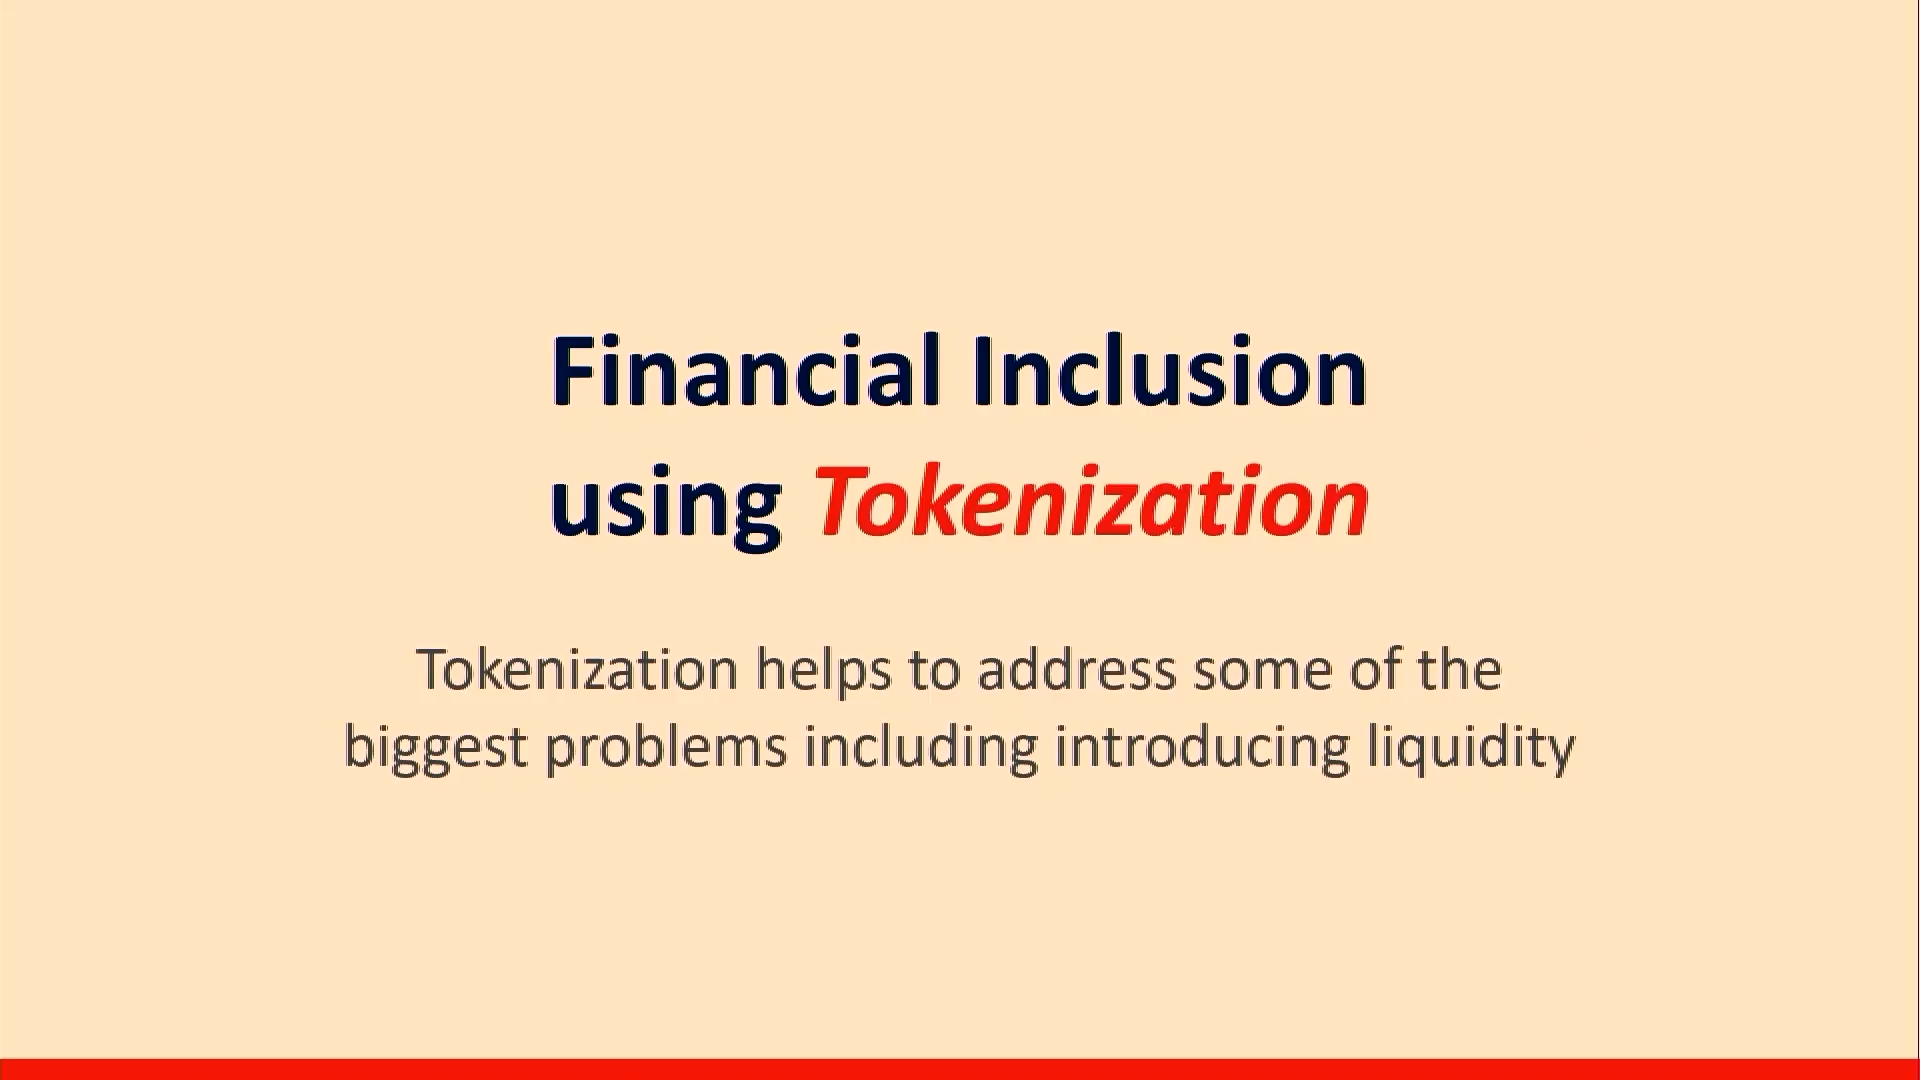 Financial Inclusion
using Tokenization
Tokenization helps to address some of the
biggest problems including introducing liquidity